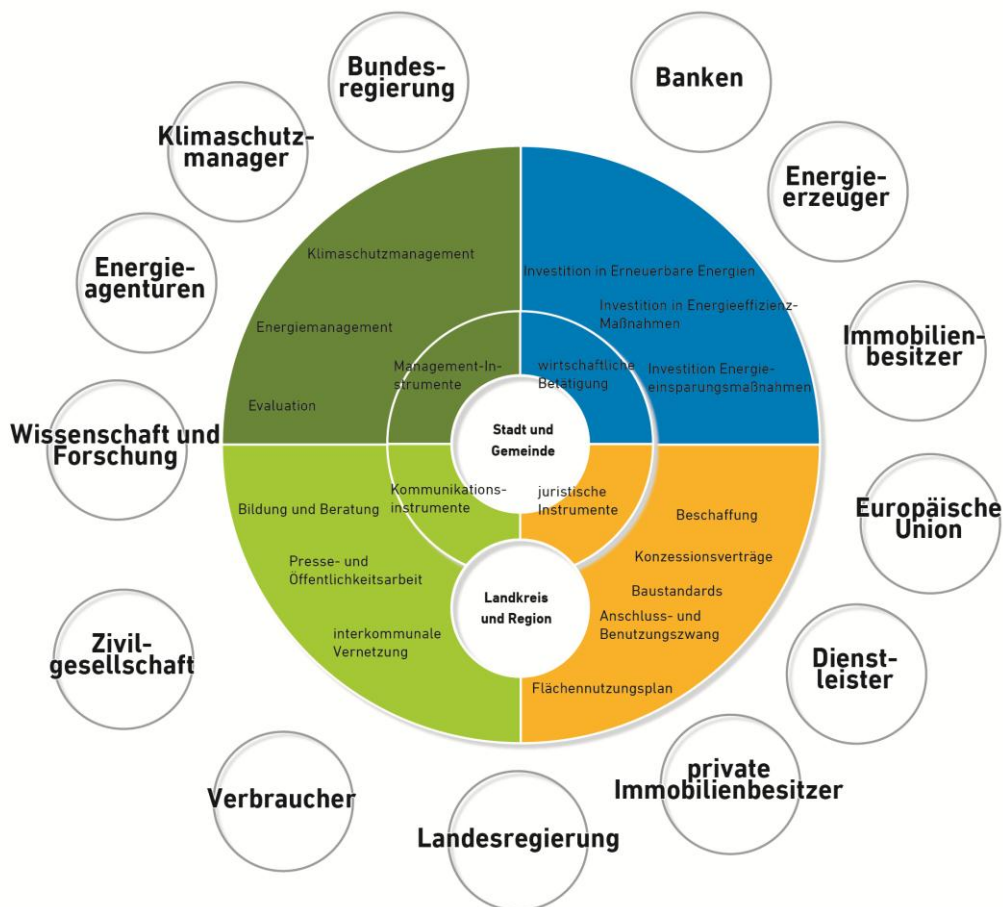 Bundes-
regierung
Banken
Klimaschutz-
manager
Energie-
erzeuger
Energie-
agenturen
Immobilien-
besitzer
Wissenschaft und
Forschung
Europäische
Union
Zivil-
gesellschaft
Dienst-
leister
Verbraucher
private
Immobilienbesitzer
Landesregierung
Klimaschutzmanagement
Energiemanagement
Evaluation
Management-In-
strumente
Investition in Erneuerbare Energien
Investition in Energieeffizienz-
Maßnahmen
Investition Energie-
einsparungsmaßnahmen
wirtschaftliche
Betätigung
Stadt und
Gemeinde
Kommunikations-
instrumente
Bildung und Beratung
Presse- und
Öffentlichkeitsarbeit
interkommunale
Vernetzung
juristische
Instrumente
Beschaffung
Konzessionsverträge
Baustandards
Anschluss- und
Benutzungszwang
Flächennutzungsplan
Landkreis
und Region